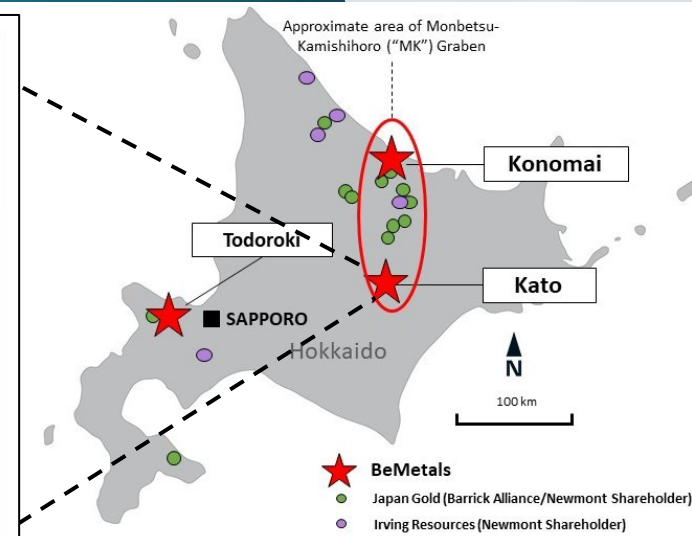 Approximate area of Monbetsu-
Kamishihoro (“MK”) Graben
Konomai
Todoroki
Kato
SAPPORO
Hokkaido
N
100 km
BeMetals
Japan Gold (Barrick Alliance/Newmont Shareholder)
Irving Resources (Newmont Shareholder)